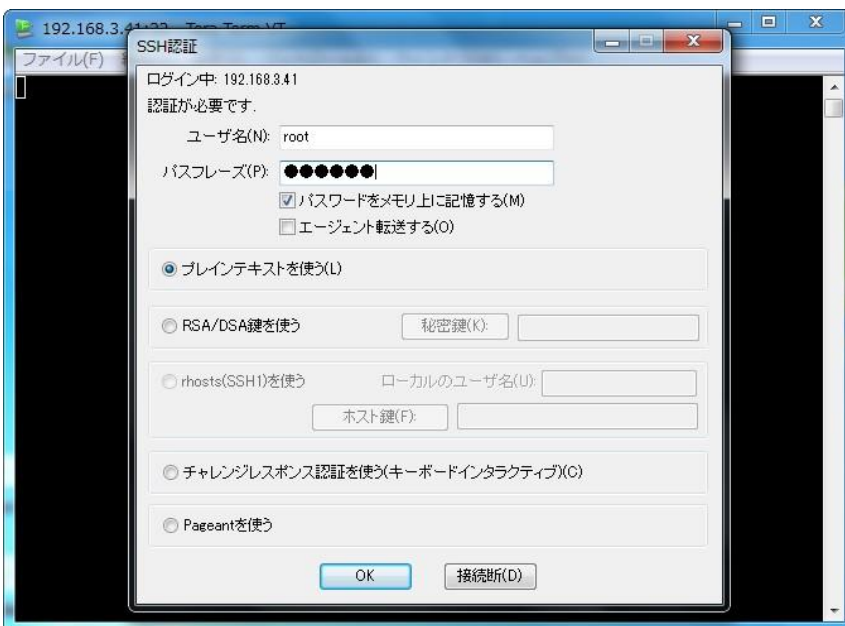 192.168.3.41:22 - Tera Term VT
SSH認証
ファイル(F)
ログイン中: 192.168.3.41
認証が必要です.
ユーザ名(N): root
パスフレーズ(P): ●●●●●●
パスワードをメモリ上に記憶する(M)
エージェント転送する(O)
プレインテキストを使う(L)
RSA/DSA鍵を使う 秘密鍵(K):
rhosts(SSH1)を使う ローカルのユーザ名(U):
ホスト鍵(F):
チャレンジレスポンス認証を使う(キーボードインタラクティブ)(C)
Pageantを使う
OK 接続断(D)